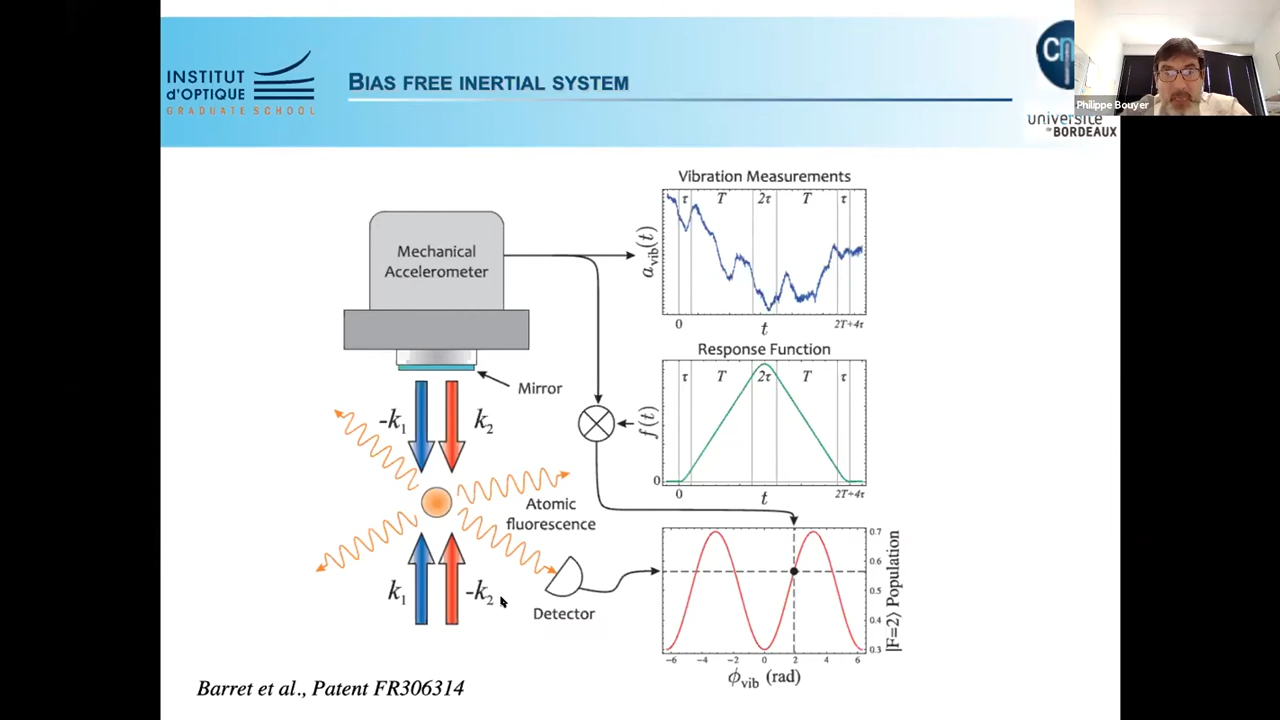 INSTITUT
d'OPTIQUE
GRADUATE SCHOOL
BIAS FREE INERTIAL SYSTEM
Philippe Bouyer
université
de BORDEAUX
Mechanical
Accelerometer
Mirror
-k1
k2
Atomic
fluorescence
k1
-k2
Detector
Vibration Measurements
τ T 2τ T τ
a_vib(t)
0 t 2T+4τ
Response Function
τ T 2τ T τ
f(t)
0
0 t 2T+4τ
0.7
0.6
0.5
0.4
0.3
|F=2⟩ Population
-6 -4 -2 0 2 4 6
ϕ_vib (rad)
Barret et al., Patent FR306314